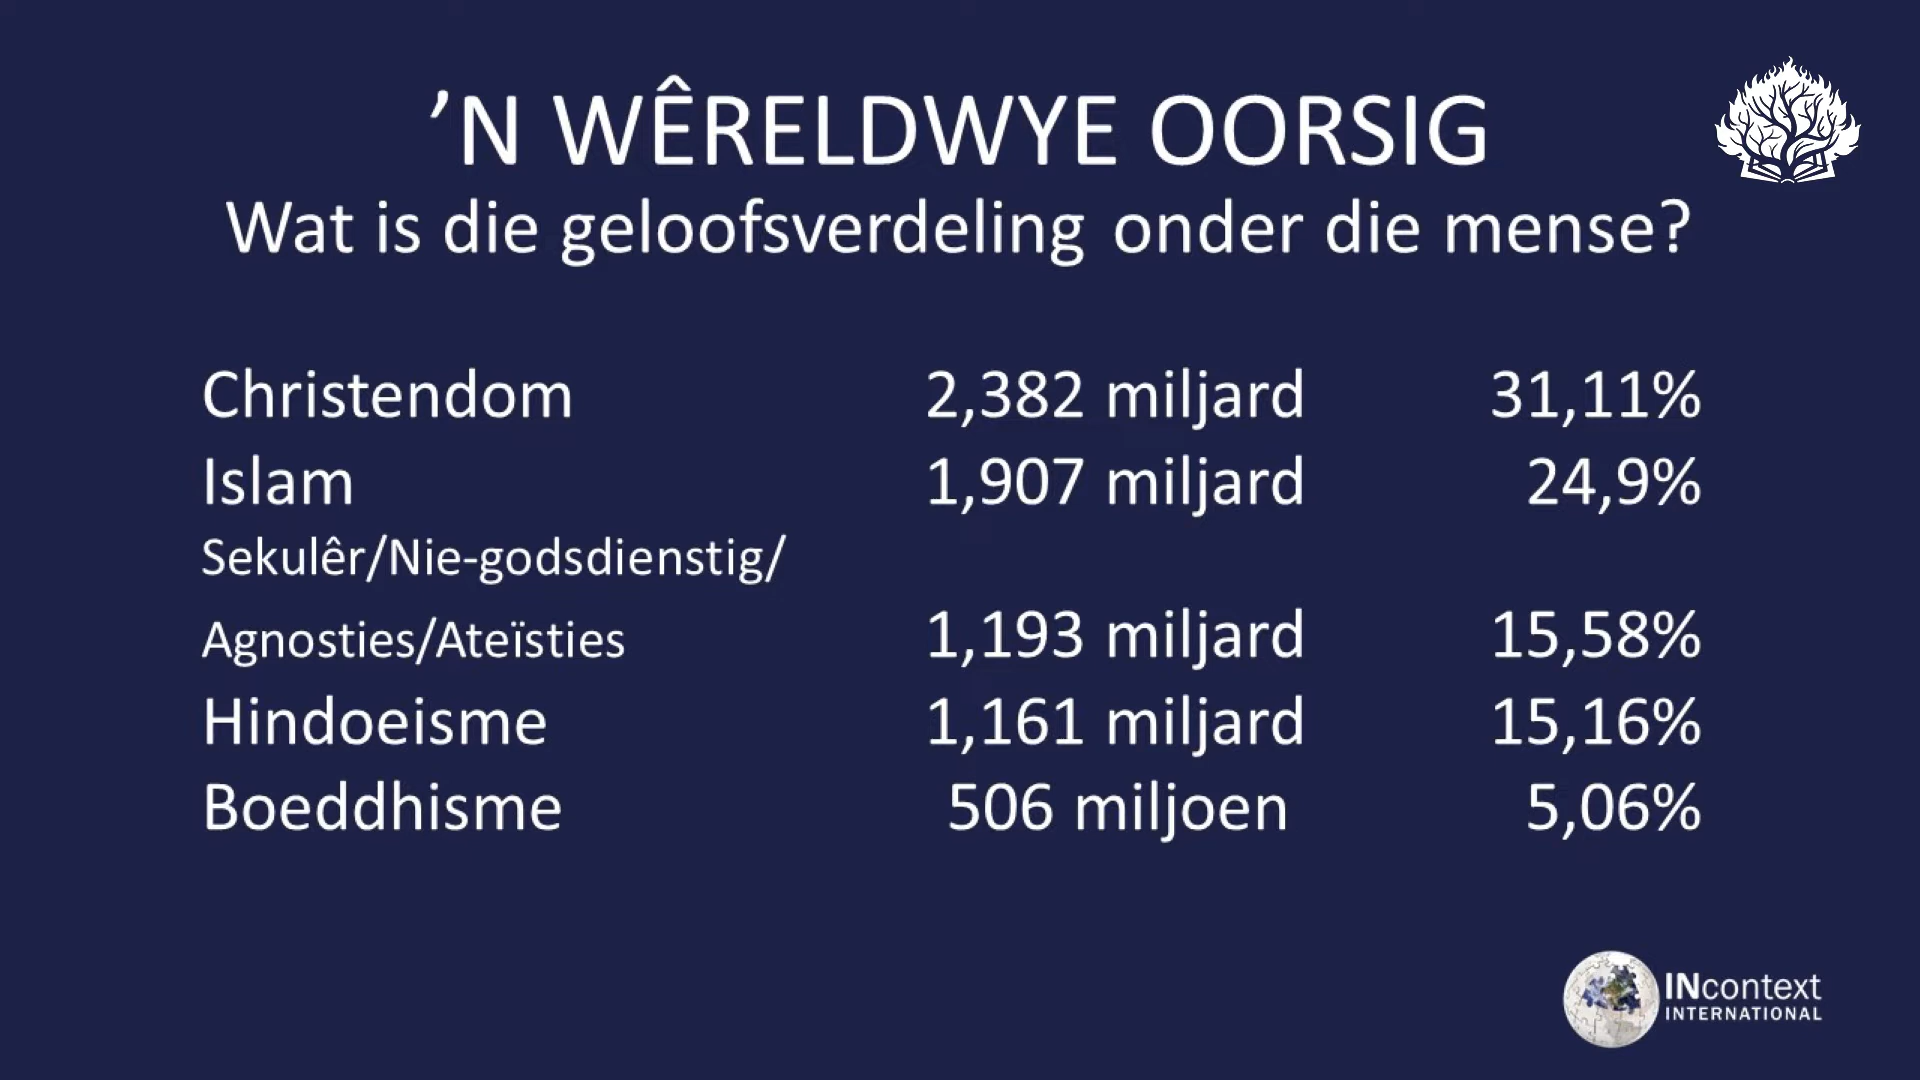 ’N WÊRELDWYE OORSIG
Wat is die geloofsverdeling onder die mense?
Christendom 2,382 miljard 31,11%
Islam 1,907 miljard 24,9%
Sekulêr/Nie-godsdienstig/
Agnosties/Ateïsties 1,193 miljard 15,58%
Hindoeisme 1,161 miljard 15,16%
Boeddhisme 506 miljoen 5,06%
INcontext
INTERNATIONAL